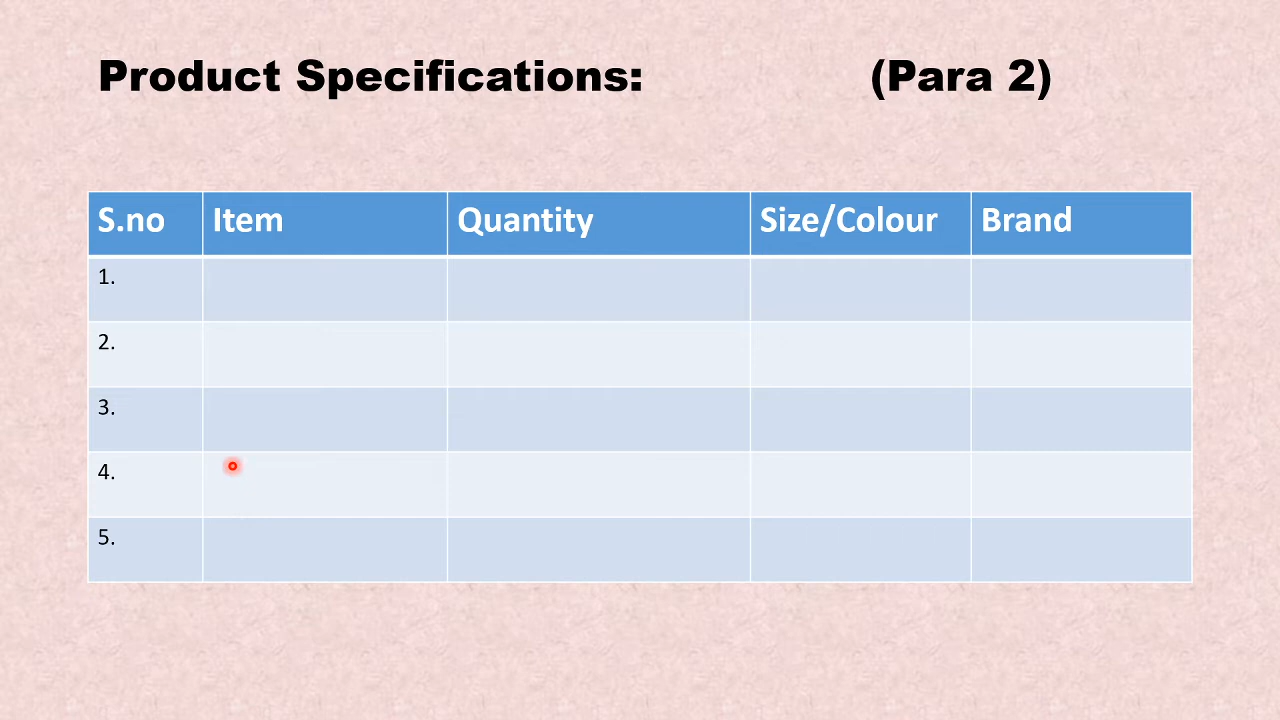 Product Specifications: (Para 2)
S.no Item Quantity Size/Colour Brand
1.
2.
3.
4.
5.